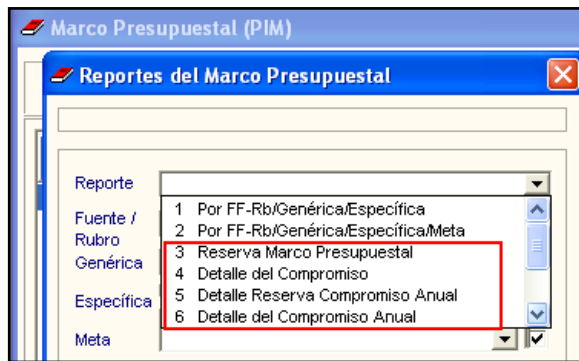 Marco Presupuestal (PIM)
Reportes del Marco Presupuestal
Reporte
1 Por FF-Rb/Genérica/Específica
2 Por FF-Rb/Genérica/Específica/Meta
3 Reserva Marco Presupuestal
4 Detalle del Compromiso
5 Detalle Reserva Compromiso Anual
6 Detalle del Compromiso Anual
Fuente /
Rubro
Genérica
Específica
Meta